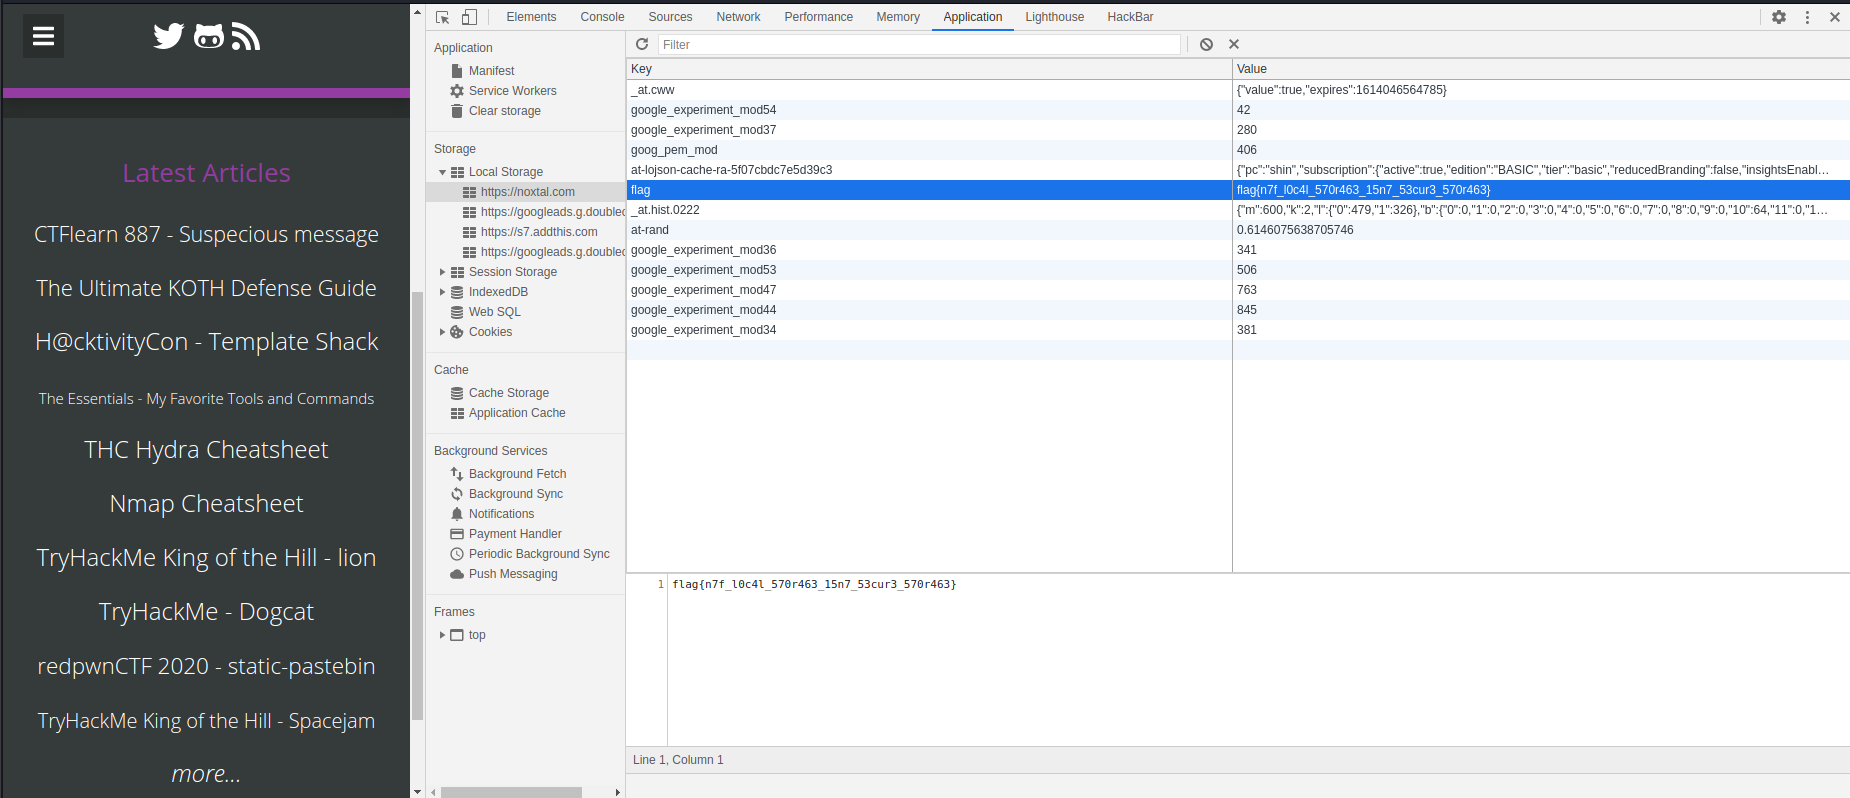 Latest Articles
CTFlearn 887 - Suspecious message
The Ultimate KOTH Defense Guide
H@cktivityCon - Template Shack
The Essentials - My Favorite Tools and Commands
THC Hydra Cheatsheet
Nmap Cheatsheet
TryHackMe King of the Hill - lion
TryHackMe - Dogcat
redpwnCTF 2020 - static-pastebin
TryHackMe King of the Hill - Spacejam
more...
Elements Console Sources Network Performance Memory Application Lighthouse HackBar
Application
Manifest
Service Workers
Clear storage
Storage
Local Storage
https://noxtal.com
https://googleads.g.doublec
https://s7.addthis.com
https://googleads.g.doublec
Session Storage
IndexedDB
Web SQL
Cookies
Cache
Cache Storage
Application Cache
Background Services
Background Fetch
Background Sync
Notifications
Payment Handler
Periodic Background Sync
Push Messaging
Frames
top
Filter
Key Value
_at.cww {"value":true,"expires":1614046564785}
google_experiment_mod54 42
google_experiment_mod37 280
goog_pem_mod 406
at-lojson-cache-ra-5f07cbdc7e5d39c3 {"pc":"shin","subscription":{"active":true,"edition":"BASIC","tier":"basic","reducedBranding":false,"insightsEnabl...
flag flag{n7f_l0c4l_570r463_15n7_53cur3_570r463}
_at.hist.0222 {"m":600,"k":2,"l":{"0":479,"1":326},"b":{"0":0,"1":0,"2":0,"3":0,"4":0,"5":0,"6":0,"7":0,"8":0,"9":0,"10":64,"11":0,"1...
at-rand 0.6146075638705746
google_experiment_mod36 341
google_experiment_mod53 506
google_experiment_mod47 763
google_experiment_mod44 845
google_experiment_mod34 381
1 flag{n7f_l0c4l_570r463_15n7_53cur3_570r463}
Line 1, Column 1